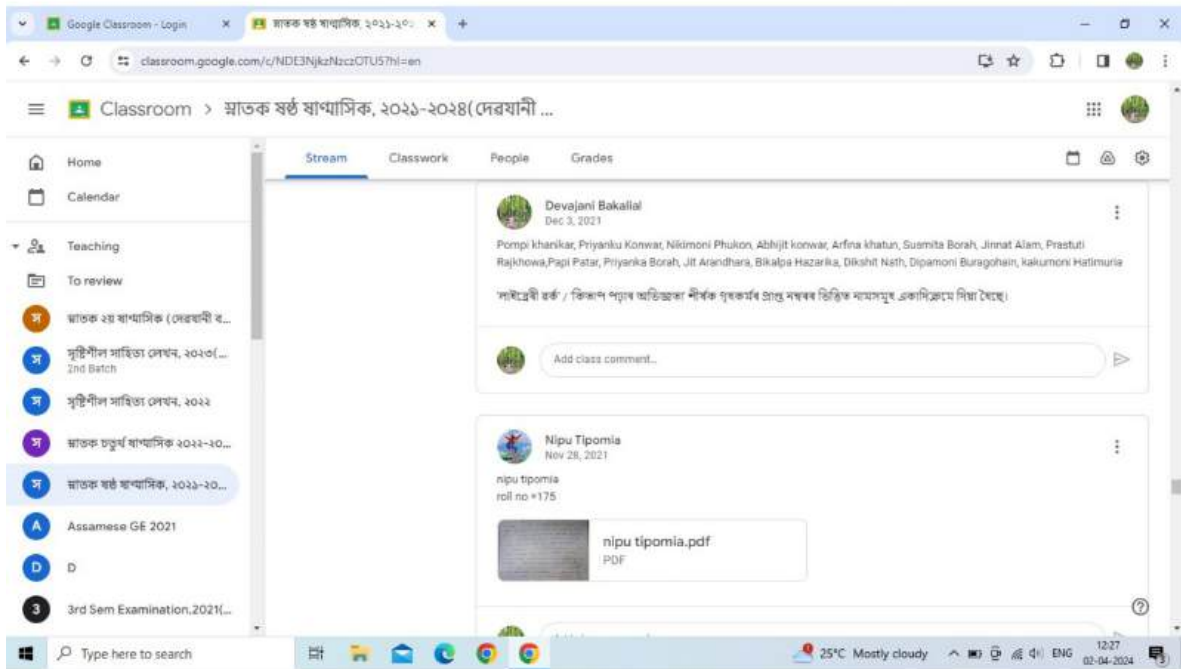 Google Classroom - Login
স্নাতক ষষ্ঠ ষাণ্মাসিক, ২০২১-২০২
classroom.google.com/c/NDE3NjkzNzczOTU5?hl=en
Classroom > স্নাতক ষষ্ঠ ষাণ্মাসিক, ২০২১-২০২৪(দেৱযানী ...
Home
Calendar
Teaching
To review
স
স্নাতক ২য় ষাণ্মাসিক (দেৱযানী ব...
স
সৃষ্টিশীল সাহিত্য লেখন, ২০২৩(...
2nd Batch
স
সৃষ্টিশীল সাহিত্য লেখন, ২০২২
স
স্নাতক চতুৰ্থ ষাণ্মাসিক ২০২২-২০...
স
স্নাতক ষষ্ঠ ষাণ্মাসিক, ২০২১-২০...
A
Assamese GE 2021
D
D
3
3rd Sem Examination,2021(...
Stream Classwork People Grades
Devajani Bakalial
Dec 3, 2021
Pompi khanikar, Priyanku Konwar, Nikimoni Phukon, Abhijit konwar, Arfina khatun, Susmita Borah, Jinnat Alam, Prastuti
Rajkhowa,Papi Patar, Priyanka Borah, Jit Arandhara, Bikalpa Hazarika, Dikshit Nath, Dipamoni Buragohain, kakumoni Hatimuria
'লাইব্ৰেৰী ৱৰ্ক' / কিতাপ পঢ়াৰ অভিজ্ঞতা শীৰ্ষক গৃহকৰ্মৰ প্ৰাপ্ত নম্বৰৰ ভিত্তিত নামসমূহ একাদিক্ৰমে দিয়া হৈছে।
Add class comment...
Nipu Tipomia
Nov 28, 2021
nipu tipomia
roll no =175
nipu tipomia.pdf
PDF
Type here to search
25°C Mostly cloudy
ENG
12:27
02-04-2024
3